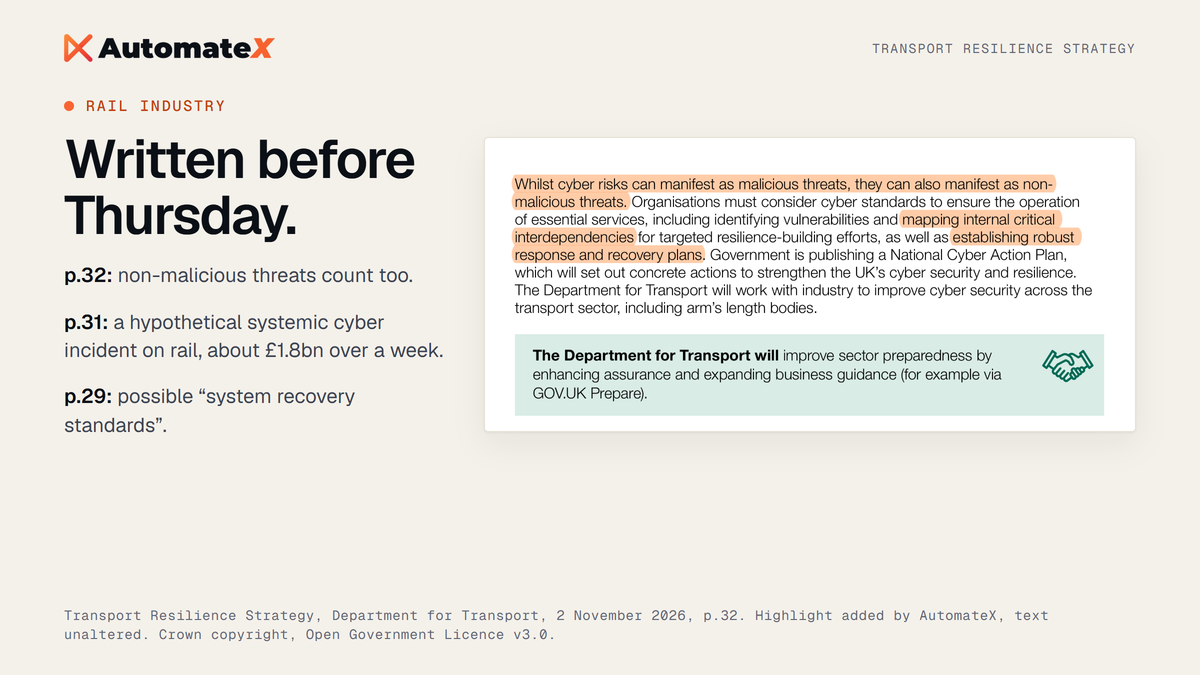 AutomateX
TRANSPORT RESILIENCE STRATEGY
RAIL INDUSTRY
Written before
Thursday.
p.32: non-malicious threats count too.
p.31: a hypothetical systemic cyber
incident on rail, about £1.8bn over a week.
p.29: possible “system recovery
standards”.
Whilst cyber risks can manifest as malicious threats, they can also manifest as non-
malicious threats. Organisations must consider cyber standards to ensure the operation
of essential services, including identifying vulnerabilities and mapping internal critical
interdependencies for targeted resilience-building efforts, as well as establishing robust
response and recovery plans. Government is publishing a National Cyber Action Plan,
which will set out concrete actions to strengthen the UK’s cyber security and resilience.
The Department for Transport will work with industry to improve cyber security across the
transport sector, including arm’s length bodies.
The Department for Transport will improve sector preparedness by
enhancing assurance and expanding business guidance (for example via
GOV.UK Prepare).
Transport Resilience Strategy, Department for Transport, 2 November 2026, p.32. Highlight added by AutomateX, text
unaltered. Crown copyright, Open Government Licence v3.0.